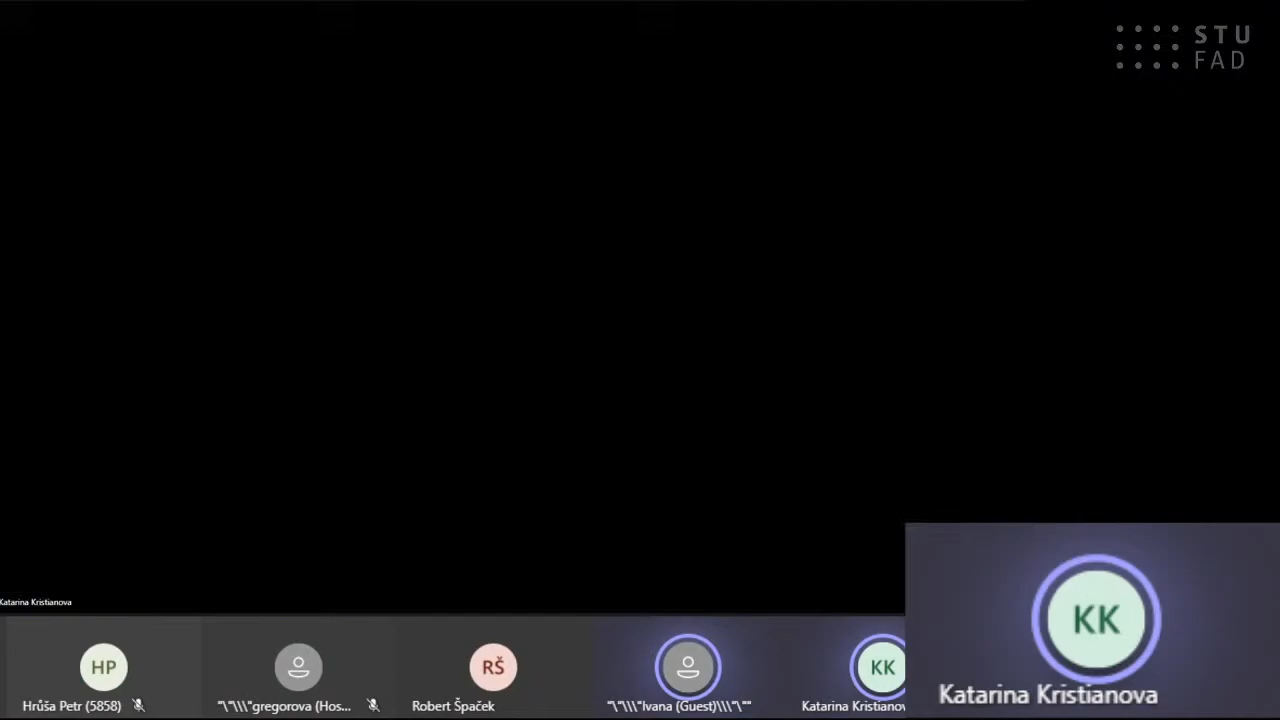 STU
FAD
Katarina Kristianova
HP
RŠ
KK
KK
Hrůša Petr (5858)
"\"\\\"gregorova (Hos...
Robert Špaček
"\"\\\"Ivana (Guest)\\\"\""
Katarina Kristianov
Katarina Kristianova